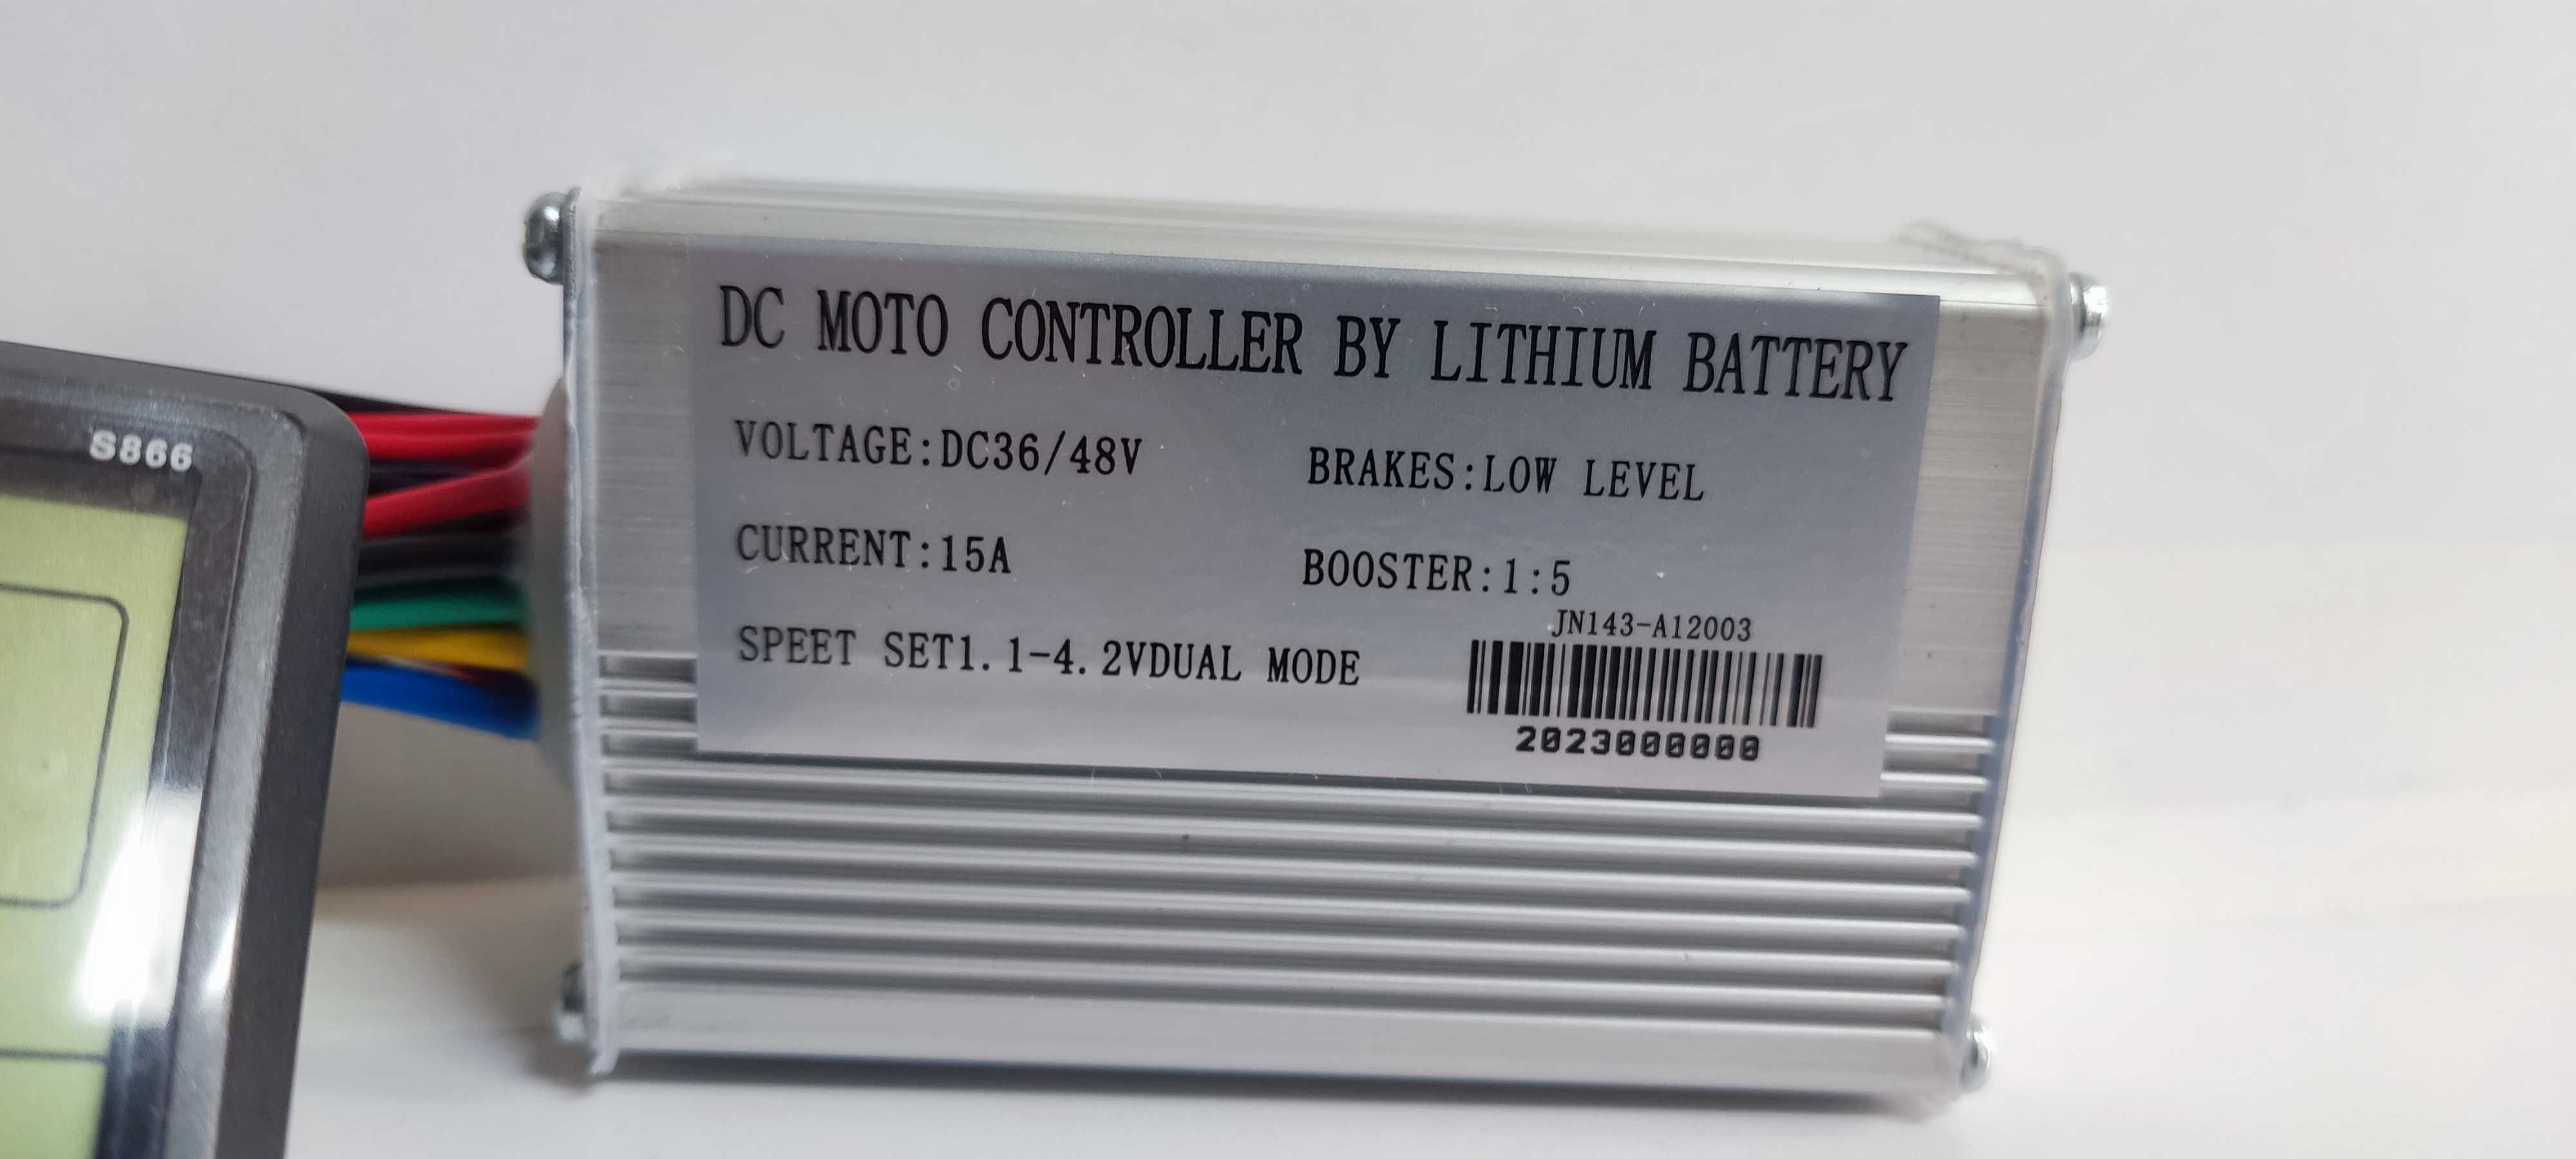 S866
DC MOTO CONTROLLER BY LITHIUM BATTERY
VOLTAGE:DC36/48V
BRAKES:LOW LEVEL
CURRENT:15A
BOOSTER:1:5
SPEET SET1.1-4.2VDUAL MODE
JN143-A12003
2023000000